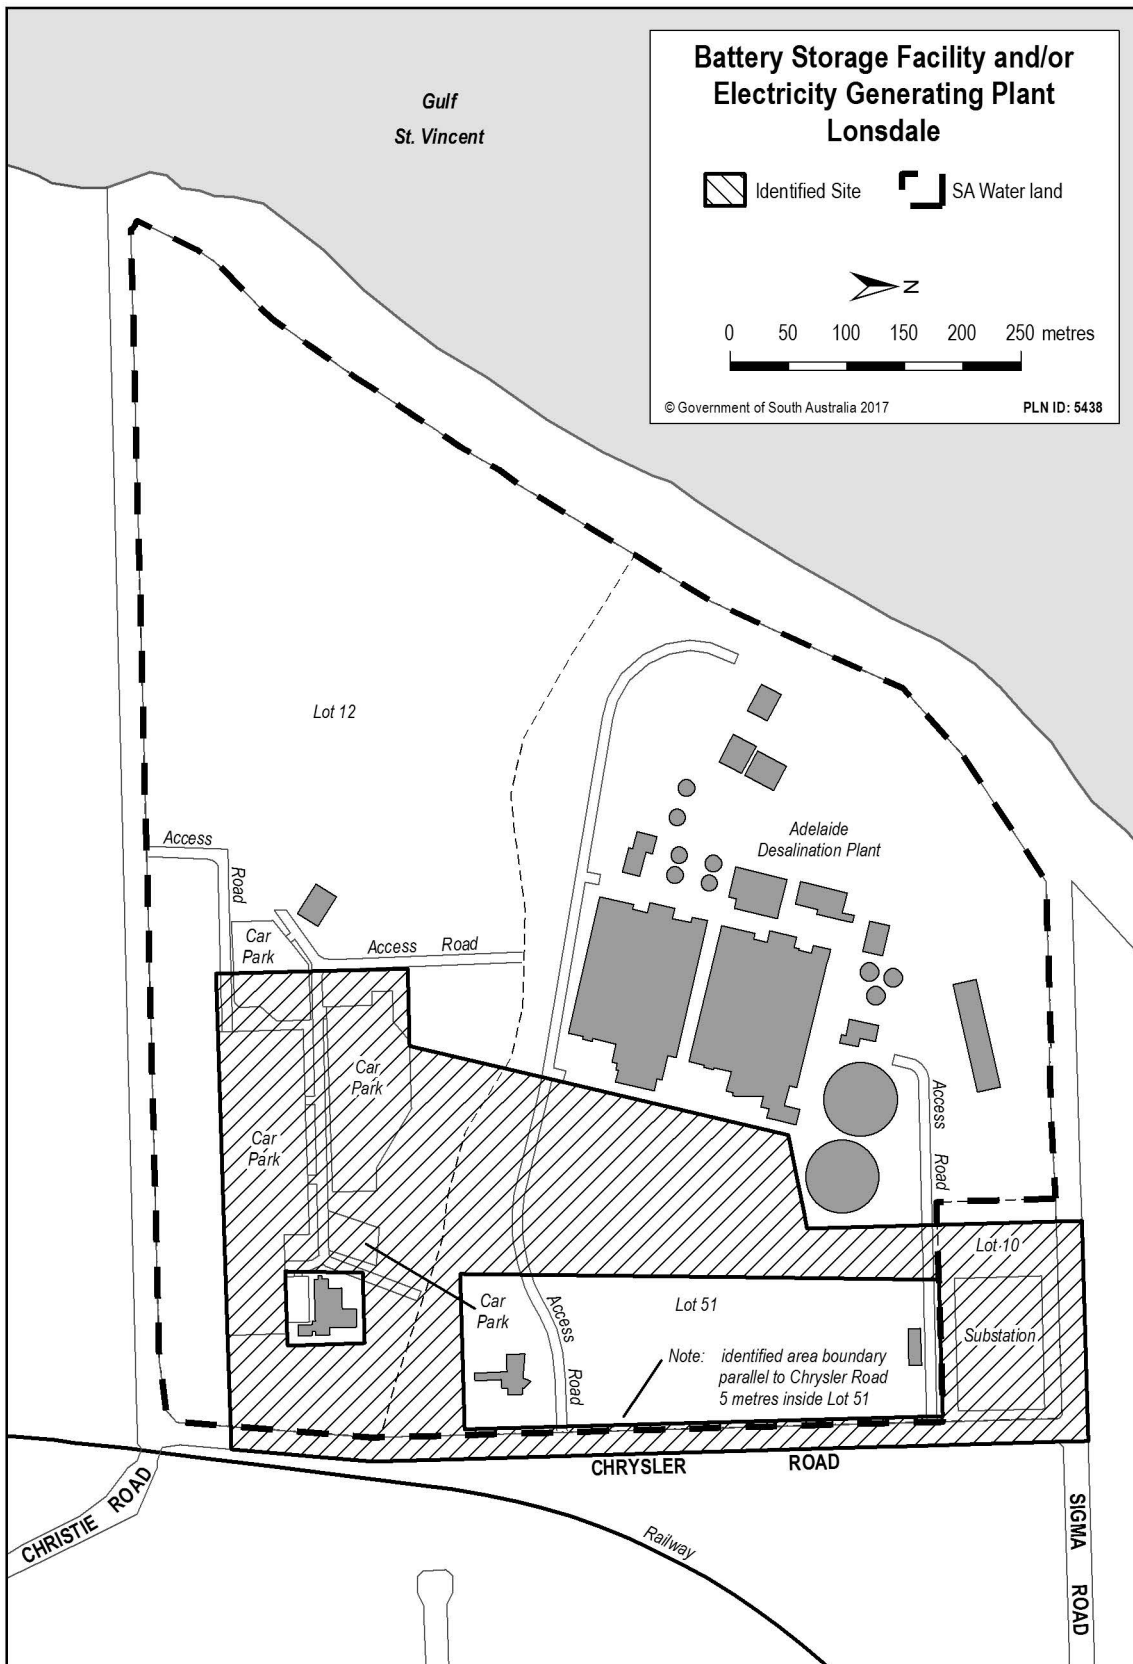 Battery Storage Facility and/or
Electricity Generating Plant
Lonsdale
Identified Site
SA Water land
N
0 50 100 150 200 250 metres
© Government of South Australia 2017
PLN ID: 5438
Gulf
St. Vincent
Lot 12
Access
Road
Adelaide
Desalination Plant
Car
Park
Access Road
Car
Park
Car
Park
Access
Road
Lot 10
Car
Park
Access
Road
Lot 51
Substation
Note: identified area boundary
parallel to Chrysler Road
5 metres inside Lot 51
CHRYSLER ROAD
CHRISTIE ROAD
Railway
SIGMA ROAD